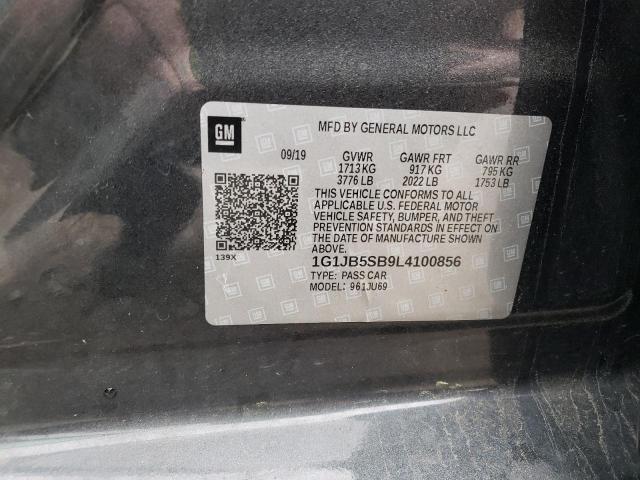 GM
MFD BY GENERAL MOTORS LLC
09/19 GVWR GAWR FRT GAWR RR
1713 KG 917 KG 795 KG
3776 LB 2022 LB 1753 LB
THIS VEHICLE CONFORMS TO ALL
APPLICABLE U.S. FEDERAL MOTOR
VEHICLE SAFETY, BUMPER, AND THEFT
PREVENTION STANDARDS IN EFFECT ON
THE DATE OF MANUFACTURE SHOWN
ABOVE.
139X
1G1JB5SB9L4100856
TYPE: PASS CAR
MODEL: 961JU69